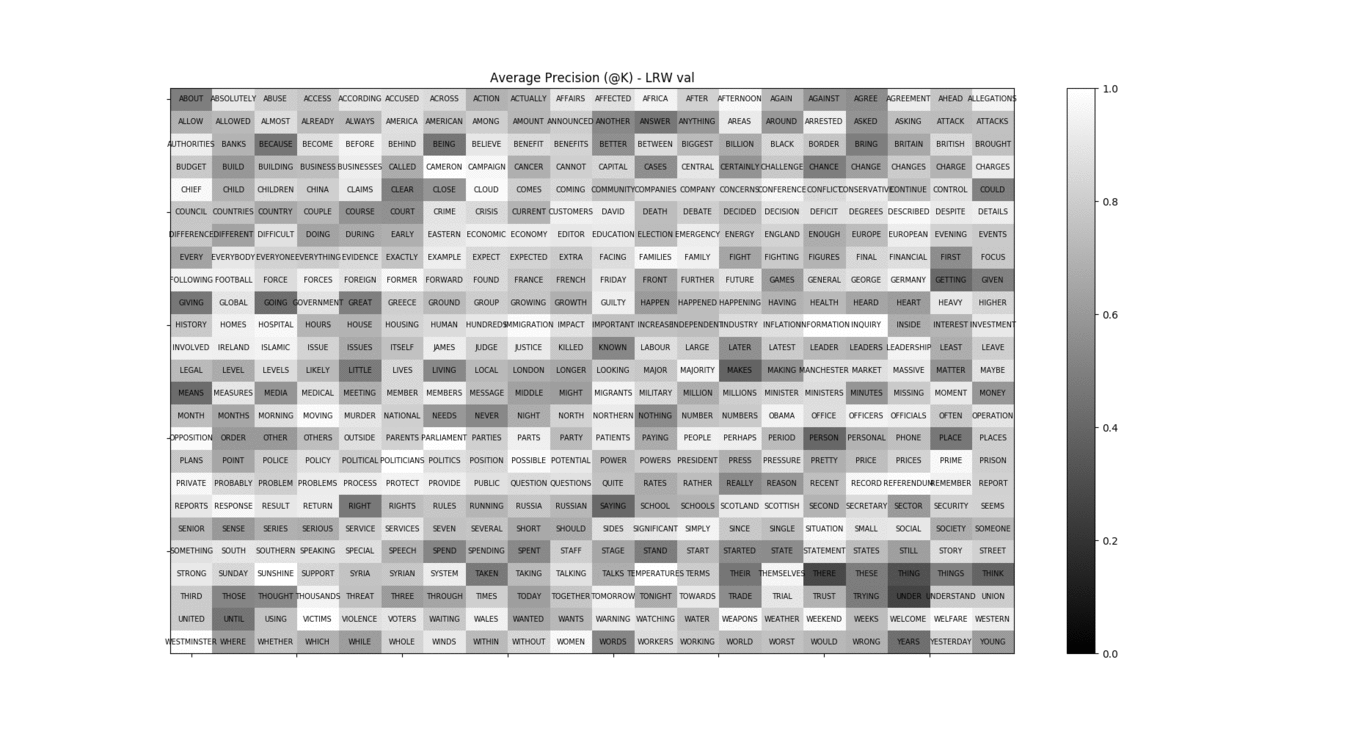 Average Precision (@K) - LRW val
ABOUT ABSOLUTELY ABUSE ACCESS ACCORDING ACCUSED ACROSS ACTION ACTUALLY AFFAIRS AFFECTED AFRICA AFTER AFTERNOON AGAIN AGAINST AGREE AGREEMENT AHEAD ALLEGATIONS
ALLOW ALLOWED ALMOST ALREADY ALWAYS AMERICA AMERICAN AMONG AMOUNT ANNOUNCED ANOTHER ANSWER ANYTHING AREAS AROUND ARRESTED ASKED ASKING ATTACK ATTACKS
AUTHORITIES BANKS BECAUSE BECOME BEFORE BEHIND BEING BELIEVE BENEFIT BENEFITS BETTER BETWEEN BIGGEST BILLION BLACK BORDER BRING BRITAIN BRITISH BROUGHT
BUDGET BUILD BUILDING BUSINESS BUSINESSES CALLED CAMERON CAMPAIGN CANCER CANNOT CAPITAL CASES CENTRAL CERTAINLY CHALLENGE CHANCE CHANGE CHANGES CHARGE CHARGES
CHIEF CHILD CHILDREN CHINA CLAIMS CLEAR CLOSE CLOUD COMES COMING COMMUNITY COMPANIES COMPANY CONCERNS CONFERENCE CONFLICT CONSERVATIVE CONTINUE CONTROL COULD
COUNCIL COUNTRIES COUNTRY COUPLE COURSE COURT CRIME CRISIS CURRENT CUSTOMERS DAVID DEATH DEBATE DECIDED DECISION DEFICIT DEGREES DESCRIBED DESPITE DETAILS
DIFFERENCE DIFFERENT DIFFICULT DOING DURING EARLY EASTERN ECONOMIC ECONOMY EDITOR EDUCATION ELECTION EMERGENCY ENERGY ENGLAND ENOUGH EUROPE EUROPEAN EVENING EVENTS
EVERY EVERYBODY EVERYONE EVERYTHING EVIDENCE EXACTLY EXAMPLE EXPECT EXPECTED EXTRA FACING FAMILIES FAMILY FIGHT FIGHTING FIGURES FINAL FINANCIAL FIRST FOCUS
FOLLOWING FOOTBALL FORCE FORCES FOREIGN FORMER FORWARD FOUND FRANCE FRENCH FRIDAY FRONT FURTHER FUTURE GAMES GENERAL GEORGE GERMANY GETTING GIVEN
GIVING GLOBAL GOING GOVERNMENT GREAT GREECE GROUND GROUP GROWING GROWTH GUILTY HAPPEN HAPPENED HAPPENING HAVING HEALTH HEARD HEART HEAVY HIGHER
HISTORY HOMES HOSPITAL HOURS HOUSE HOUSING HUMAN HUNDREDS IMMIGRATION IMPACT IMPORTANT INCREASE INDEPENDENT INDUSTRY INFLATION INFORMATION INQUIRY INSIDE INTEREST INVESTMENT
INVOLVED IRELAND ISLAMIC ISSUE ISSUES ITSELF JAMES JUDGE JUSTICE KILLED KNOWN LABOUR LARGE LATER LATEST LEADER LEADERS LEADERSHIP LEAST LEAVE
LEGAL LEVEL LEVELS LIKELY LITTLE LIVES LIVING LOCAL LONDON LONGER LOOKING MAJOR MAJORITY MAKES MAKING MANCHESTER MARKET MASSIVE MATTER MAYBE
MEANS MEASURES MEDIA MEDICAL MEETING MEMBER MEMBERS MESSAGE MIDDLE MIGHT MIGRANTS MILITARY MILLION MILLIONS MINISTER MINISTERS MINUTES MISSING MOMENT MONEY
MONTH MONTHS MORNING MOVING MURDER NATIONAL NEEDS NEVER NIGHT NORTH NORTHERN NOTHING NUMBER NUMBERS OBAMA OFFICE OFFICERS OFFICIALS OFTEN OPERATION
OPPOSITION ORDER OTHER OTHERS OUTSIDE PARENTS PARLIAMENT PARTIES PARTS PARTY PATIENTS PAYING PEOPLE PERHAPS PERIOD PERSON PERSONAL PHONE PLACE PLACES
PLANS POINT POLICE POLICY POLITICAL POLITICIANS POLITICS POSITION POSSIBLE POTENTIAL POWER POWERS PRESIDENT PRESS PRESSURE PRETTY PRICE PRICES PRIME PRISON
PRIVATE PROBABLY PROBLEM PROBLEMS PROCESS PROTECT PROVIDE PUBLIC QUESTION QUESTIONS QUITE RATES RATHER REALLY REASON RECENT RECORD REFERENDUM REMEMBER REPORT
REPORTS RESPONSE RESULT RETURN RIGHT RIGHTS RULES RUNNING RUSSIA RUSSIAN SAYING SCHOOL SCHOOLS SCOTLAND SCOTTISH SECOND SECRETARY SECTOR SECURITY SEEMS
SENIOR SENSE SERIES SERIOUS SERVICE SERVICES SEVEN SEVERAL SHORT SHOULD SIDES SIGNIFICANT SIMPLY SINCE SINGLE SITUATION SMALL SOCIAL SOCIETY SOMEONE
SOMETHING SOUTH SOUTHERN SPEAKING SPECIAL SPEECH SPEND SPENDING SPENT STAFF STAGE STAND START STARTED STATE STATEMENT STATES STILL STORY STREET
STRONG SUNDAY SUNSHINE SUPPORT SYRIA SYRIAN SYSTEM TAKEN TAKING TALKING TALKS TEMPERATURES TERMS THEIR THEMSELVES THERE THESE THING THINGS THINK
THIRD THOSE THOUGHT THOUSANDS THREAT THREE THROUGH TIMES TODAY TOGETHER TOMORROW TONIGHT TOWARDS TRADE TRIAL TRUST TRYING UNDER UNDERSTAND UNION
UNITED UNTIL USING VICTIMS VIOLENCE VOTERS WAITING WALES WANTED WANTS WARNING WATCHING WATER WEAPONS WEATHER WEEKEND WEEKS WELCOME WELFARE WESTERN
WESTMINSTER WHERE WHETHER WHICH WHILE WHOLE WINDS WITHIN WITHOUT WOMEN WORDS WORKERS WORKING WORLD WORST WOULD WRONG YEARS YESTERDAY YOUNG
1.0
0.8
0.6
0.4
0.2
0.0